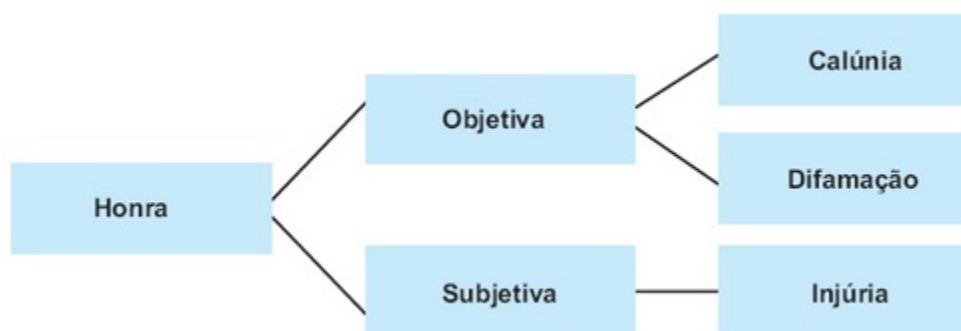 Honra
Objetiva
Calúnia
Difamação
Subjetiva
Injúria